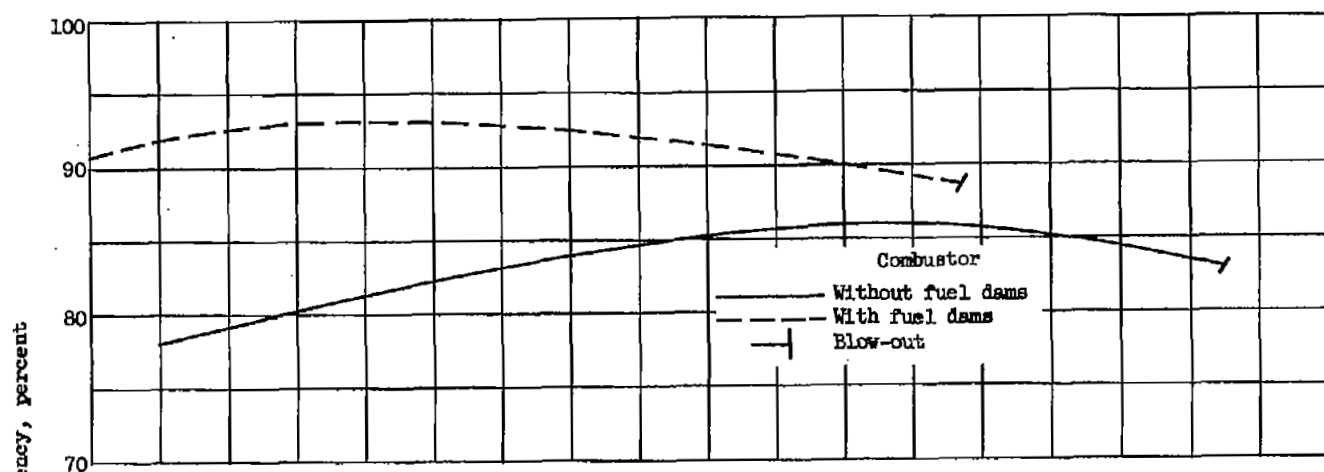 100
90
Combustor
Without fuel dams
80
With fuel dams
Blow-out
percent
70